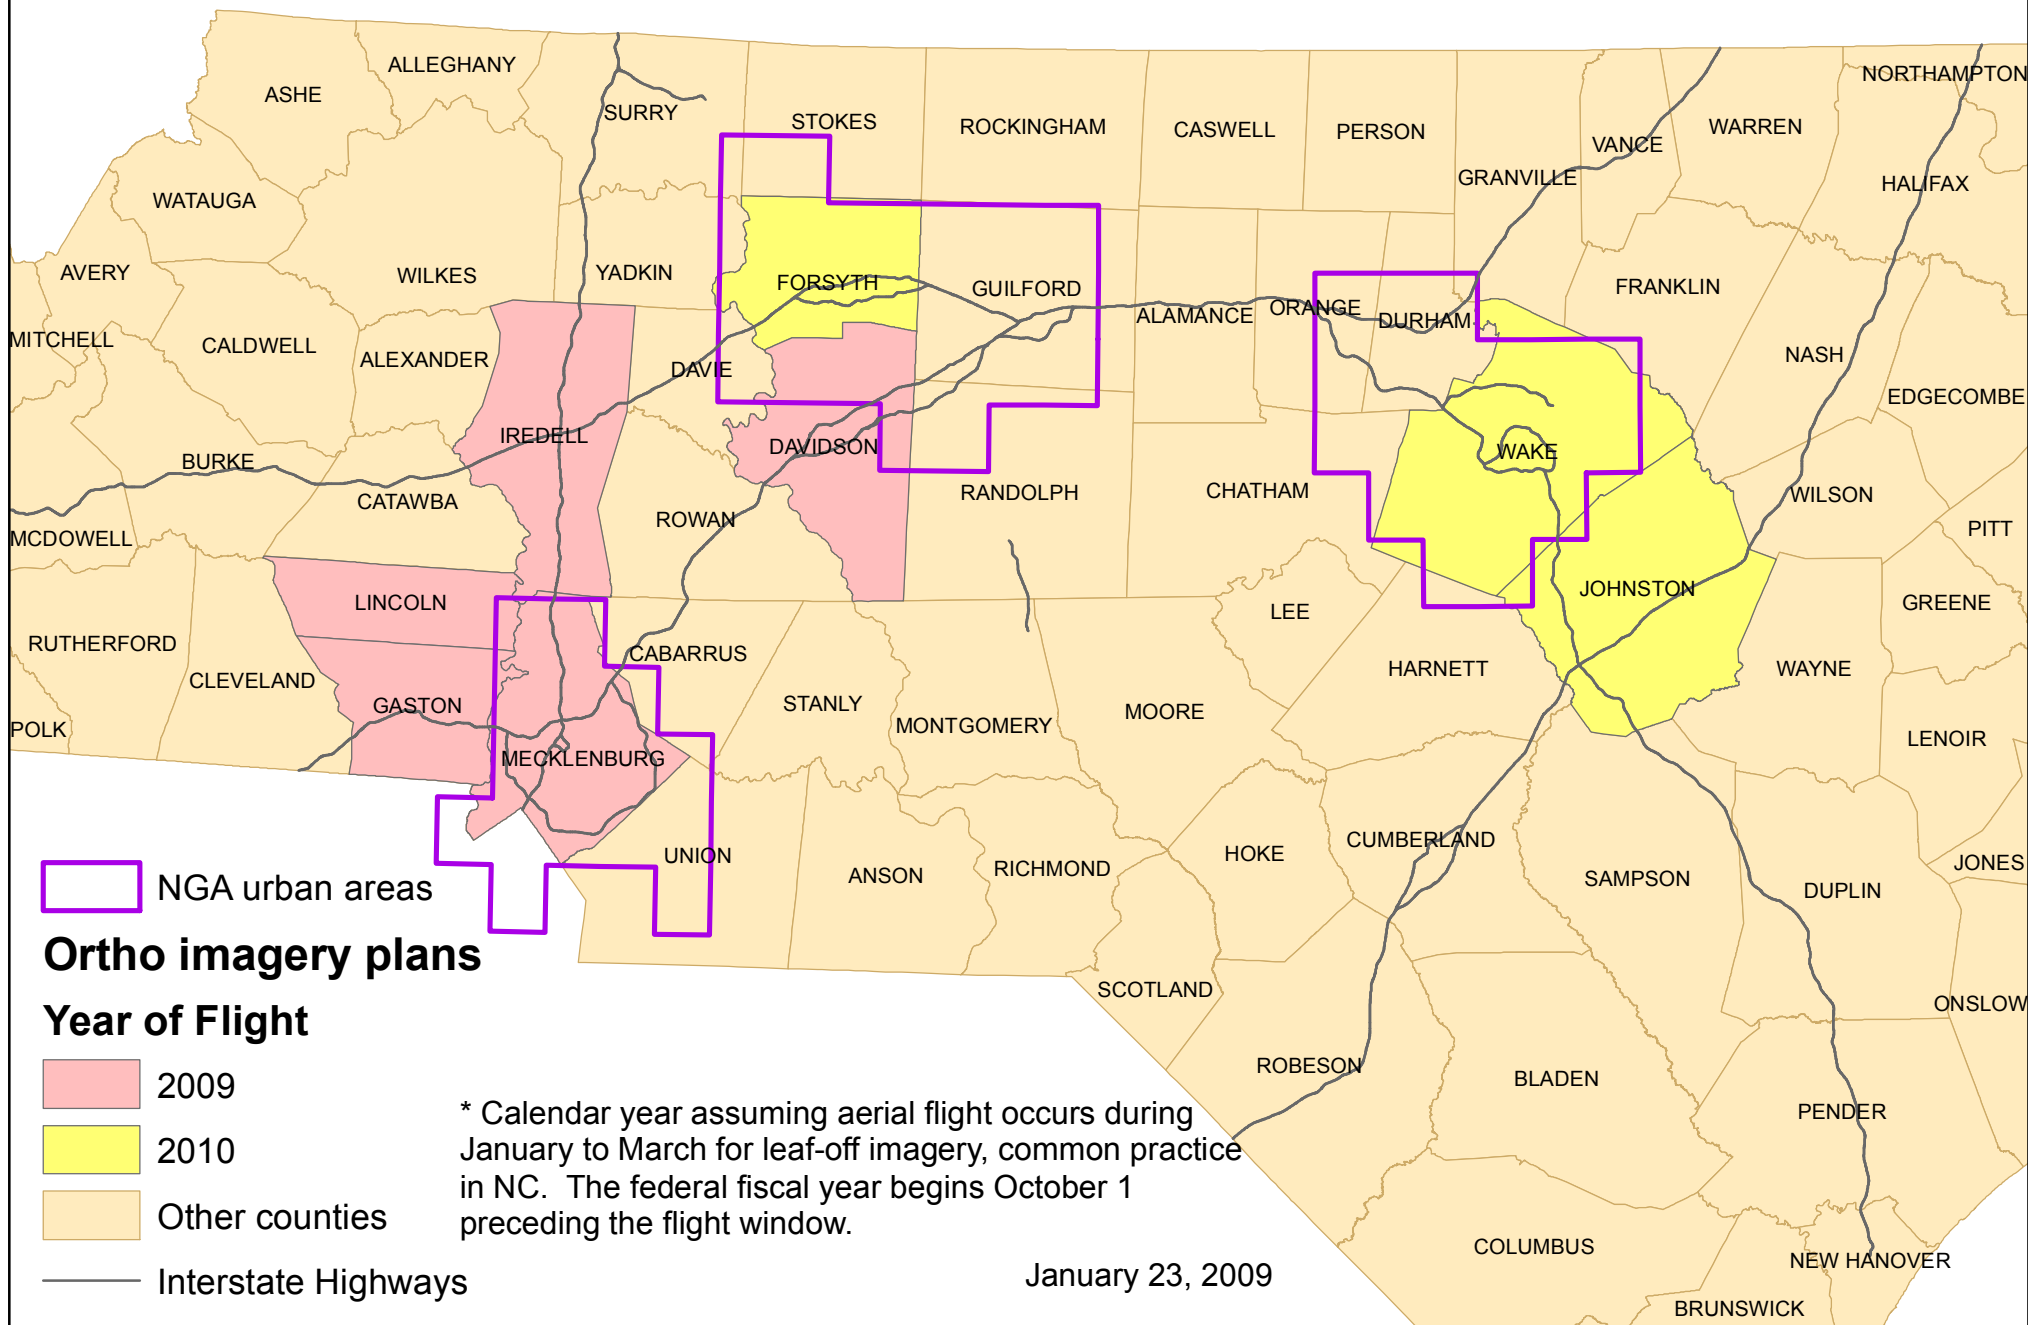 ALLEGHANY
ASHE
SURRY
STOKES
ROCKINGHAM
CASWELL
PERSON
VANCE
WARREN
NORTHAMPTON
GRANVILLE
HALIFAX
WATAUGA
AVERY
WILKES
YADKIN
FORSYTH
GUILFORD
ALAMANCE
ORANGE
DURHAM
FRANKLIN
MITCHELL
CALDWELL
ALEXANDER
DAVIE
NASH
EDGECOMBE
BURKE
IREDELL
DAVIDSON
WAKE
CATAWBA
ROWAN
RANDOLPH
CHATHAM
WILSON
MCDOWELL
PITT
LINCOLN
LEE
JOHNSTON
GREENE
RUTHERFORD
CLEVELAND
CABARRUS
HARNETT
WAYNE
GASTON
STANLY
MONTGOMERY
MOORE
POLK
LENOIR
MECKLENBURG
UNION
ANSON
RICHMOND
HOKE
CUMBERLAND
SAMPSON
DUPLIN
JONES
SCOTLAND
ONSLOW
ROBESON
BLADEN
PENDER
COLUMBUS
NEW HANOVER
BRUNSWICK
NGA urban areas
Ortho imagery plans
Year of Flight
2009
2010
Other counties
Interstate Highways
* Calendar year assuming aerial flight occurs during
January to March for leaf-off imagery, common practice
in NC.  The federal fiscal year begins October 1
preceding the flight window.
January 23, 2009